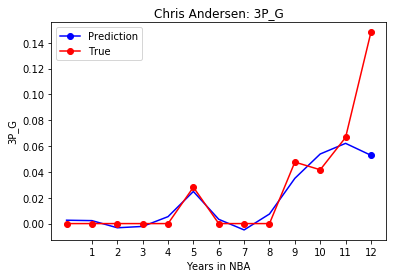 Chris Andersen: 3P_G
Prediction
True
0.14
0.12
0.10
0.08
0.06
0.04
0.02
0.00
3P_G
1 2 3 4 5 6 7 8 9 10 11 12
Years in NBA